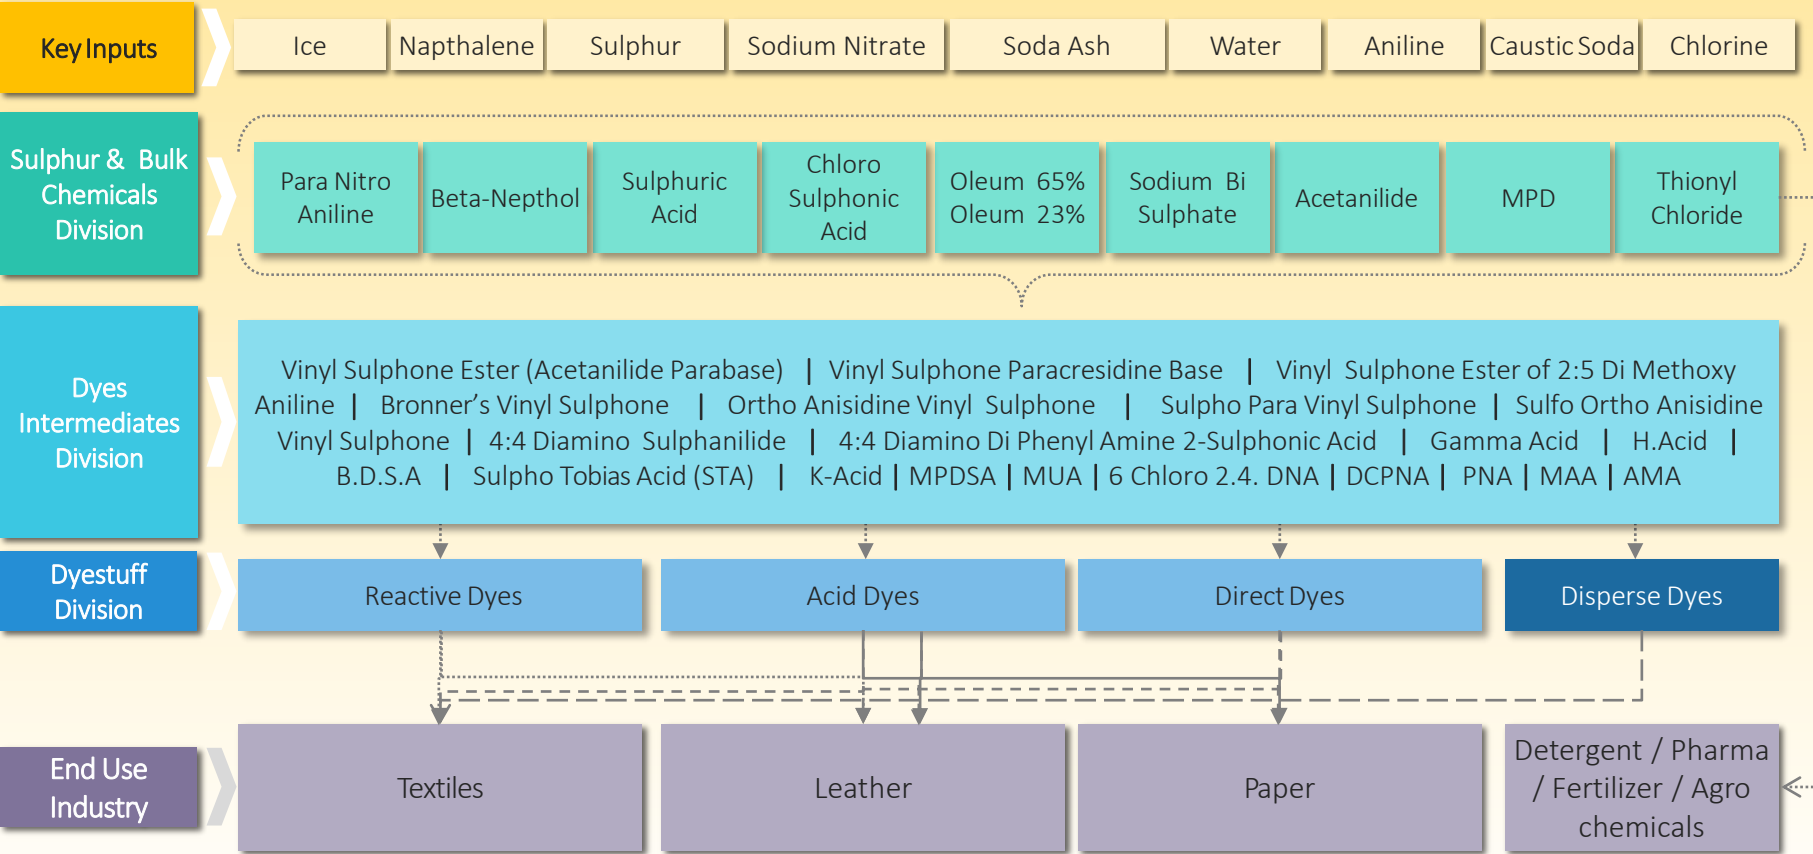 Key Inputs
Ice
Napthalene
Sulphur
Sodium Nitrate
Soda Ash
Water
Aniline
Caustic Soda
Chlorine
Sulphur & Bulk
Chemicals
Division
Para Nitro
Aniline
Beta-Nepthol
Sulphuric
Acid
Chloro
Sulphonic
Acid
Oleum 65%
Oleum 23%
Sodium Bi
Sulphate
Acetanilide
MPD
Thionyl
Chloride
Dyes
Intermediates
Division
Vinyl Sulphone Ester (Acetanilide Parabase) | Vinyl Sulphone Paracresidine Base | Vinyl Sulphone Ester of 2:5 Di Methoxy
Aniline | Bronner’s Vinyl Sulphone | Ortho Anisidine Vinyl Sulphone | Sulpho Para Vinyl Sulphone | Sulfo Ortho Anisidine
Vinyl Sulphone | 4:4 Diamino Sulphanilide | 4:4 Diamino Di Phenyl Amine 2-Sulphonic Acid | Gamma Acid | H.Acid |
B.D.S.A | Sulpho Tobias Acid (STA) | K-Acid | MPDSA | MUA | 6 Chloro 2.4. DNA | DCPNA | PNA | MAA | AMA
Dyestuff
Division
Reactive Dyes
Acid Dyes
Direct Dyes
Disperse Dyes
End Use
Industry
Textiles
Leather
Paper
Detergent / Pharma
/ Fertilizer / Agro
chemicals